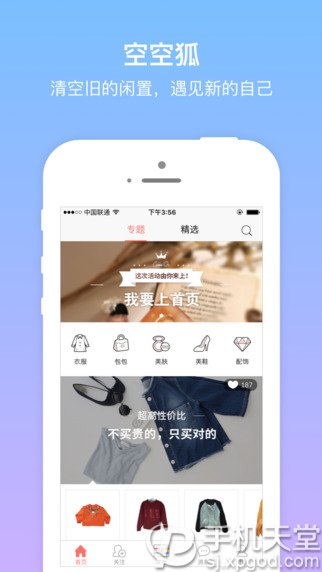 空空狐
清空旧的闲置，遇见新的自己
中国联通 下午3:56
专题 精选
这次活动由你来上！
我要上首页
衣服 包包 美肤 美鞋 配饰
187
超高性价比
不买贵的，只买对的
首页 关注
手机天堂
sj.xpgod.com